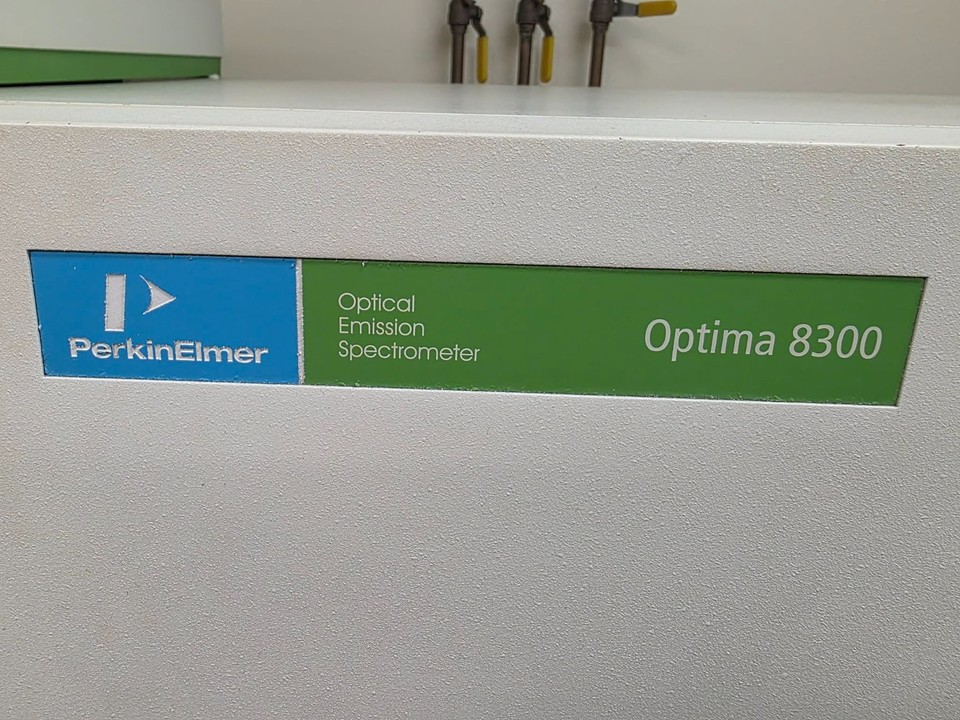 PerkinElmer
Optical
Emission
Spectrometer
Optima 8300